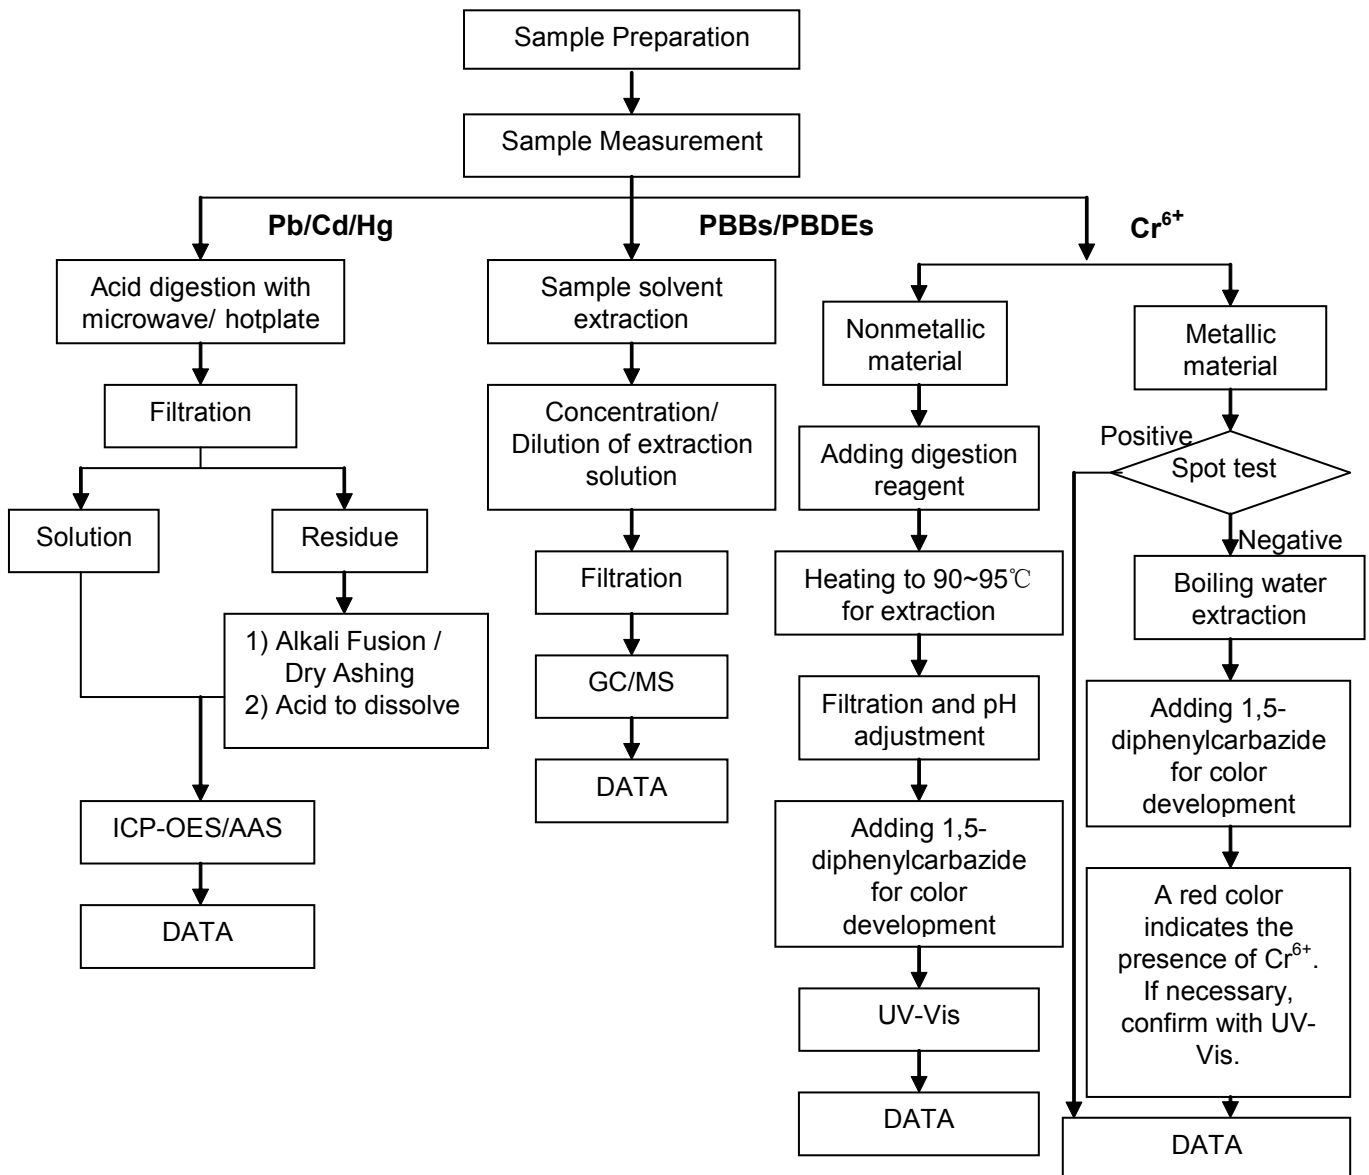 Sample Preparation
Sample Measurement
Pb/Cd/Hg
PBBs/PBDEs
Cr⁶⁺
Acid digestion with
microwave/ hotplate
Filtration
Solution
Residue
1) Alkali Fusion /
Dry Ashing
2) Acid to dissolve
ICP-OES/AAS
DATA
Sample solvent
extraction
Concentration/
Dilution of extraction
solution
Filtration
GC/MS
DATA
Nonmetallic
material
Adding digestion
reagent
Heating to 90~95℃
for extraction
Filtration and pH
adjustment
Adding 1,5-
diphenylcarbazide
for color
development
UV-Vis
DATA
Metallic
material
Positive
Spot test
Negative
Boiling water
extraction
Adding 1,5-
diphenylcarbazide
for color
development
A red color
indicates the
presence of Cr⁶⁺.
If necessary,
confirm with UV-
Vis.
DATA